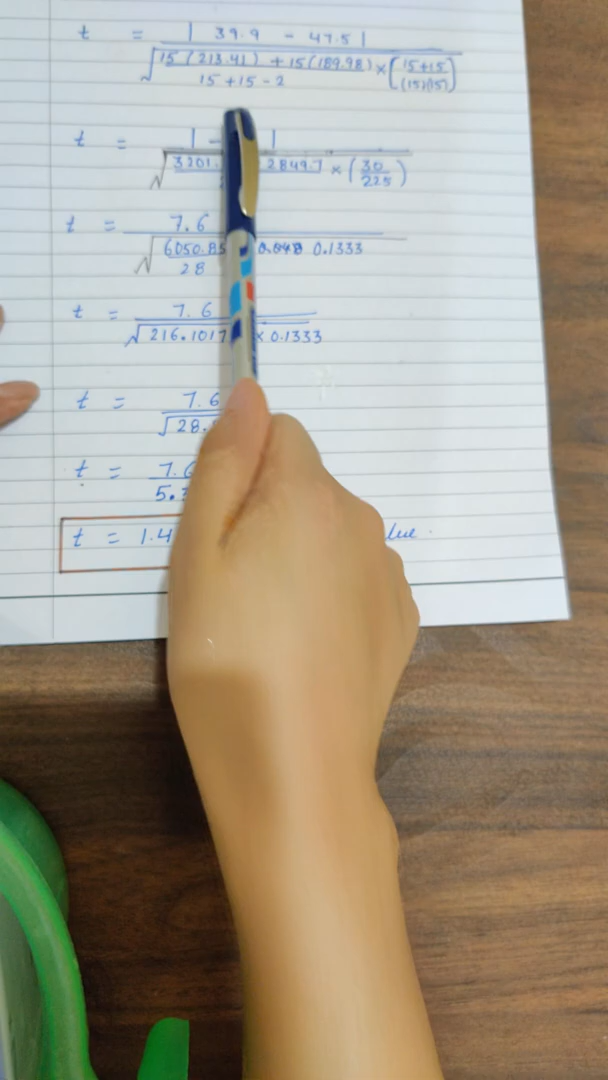 t = | 39.9 - 47.5 |
√ 15 (213.41) + 15 (189.98) × [ 15+15
15 + 15 - 2 (15)(15) ]
t = | - |
√ 3201. 2849.7 × ( 30
225 )
t = 7.6
√ 6050.85 0.1333
28
t = 7.6
√ 216.1017 × 0.1333
t = 7.6
√ 28.
t = 7.6
5.3
t = 1.4